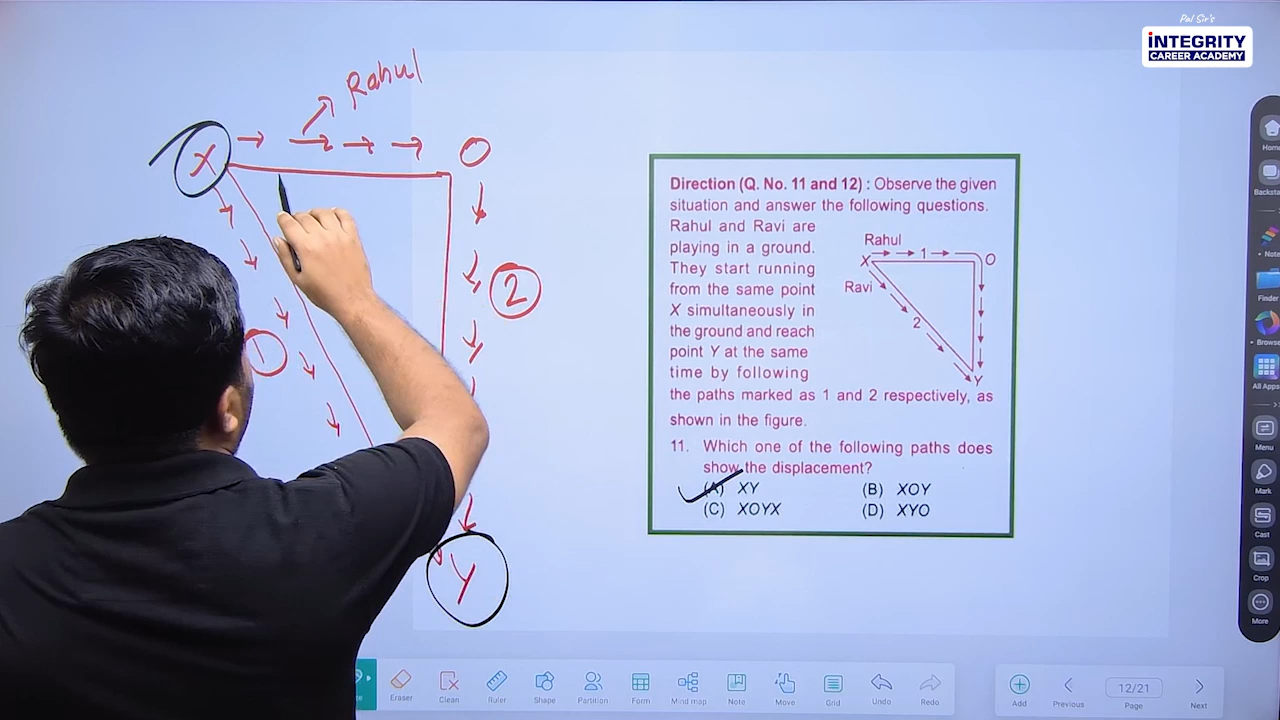 Pal Sir's
INTEGRITY
CAREER ACADEMY
Rahul
X
O
2
1
Y
Direction (Q. No. 11 and 12) : Observe the given
situation and answer the following questions.
Rahul and Ravi are
playing in a ground.
They start running
from the same point
X simultaneously in
the ground and reach
point Y at the same
time by following
the paths marked as 1 and 2 respectively, as
shown in the figure.
Rahul
X
1
O
Ravi
2
Y
11. Which one of the following paths does
show the displacement?
(A) XY (B) XOY
(C) XOYX (D) XYO
Home
Note
Finder
All Apps
Menu
Mark
Cast
Crop
More
Eraser
Clean
Ruler
Shape
Partition
Form
Mind map
Note
Move
Grid
Undo
Redo
Add
Previous
12/21
Page
Next